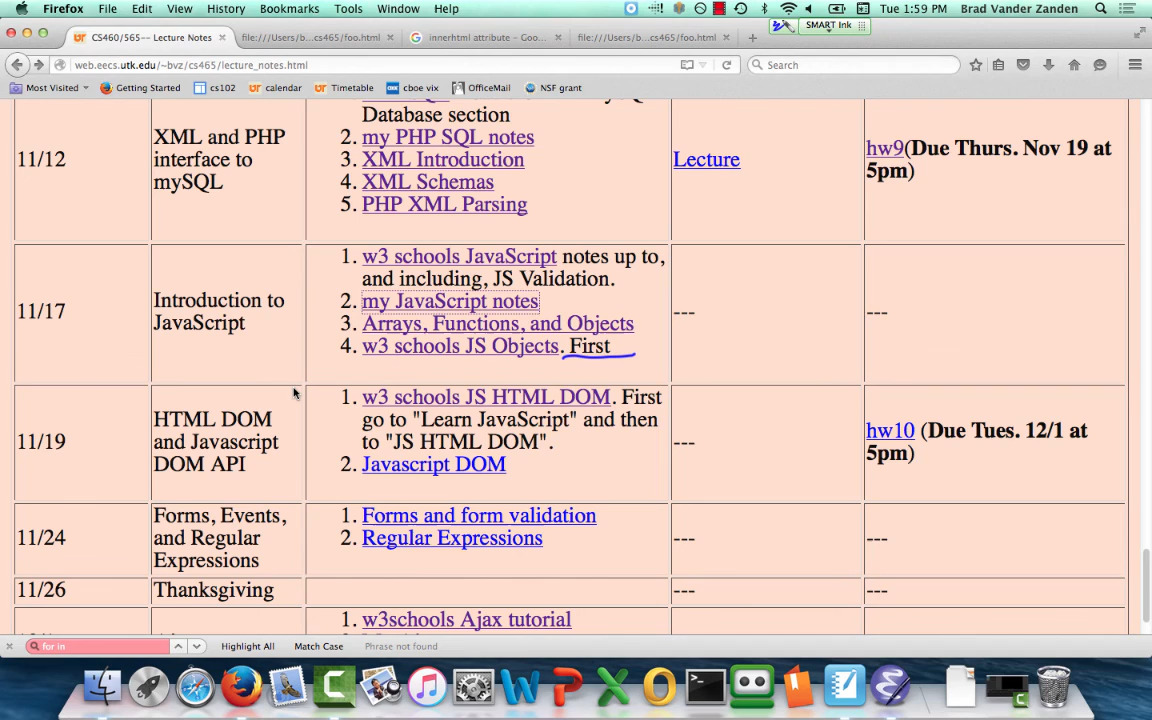 Firefox File Edit View History Bookmarks Tools Window Help
Tue 1:59 PM Brad Vander Zanden
SMART Ink
CS460/565-- Lecture Notes
file:///Users/b...cs465/foo.html
innerhtml attribute - Goo...
file:///Users/b...cs465/foo.html
web.eecs.utk.edu/~bvz/cs465/lecture_notes.html
Search
Most Visited Getting Started cs102 calendar Timetable cboe vix OfficeMail NSF grant
Database section
2. my PHP SQL notes
3. XML Introduction
4. XML Schemas
5. PHP XML Parsing
11/12
XML and PHP
interface to
mySQL
Lecture
hw9(Due Thurs. Nov 19 at
5pm)
11/17
Introduction to
JavaScript
1. w3 schools JavaScript notes up to,
and including, JS Validation.
2. my JavaScript notes
3. Arrays, Functions, and Objects
4. w3 schools JS Objects. First
---
---
11/19
HTML DOM
and Javascript
DOM API
1. w3 schools JS HTML DOM. First
go to "Learn JavaScript" and then
to "JS HTML DOM".
2. Javascript DOM
---
hw10 (Due Tues. 12/1 at
5pm)
11/24
Forms, Events,
and Regular
Expressions
1. Forms and form validation
2. Regular Expressions
---
---
11/26
Thanksgiving
---
---
1. w3schools Ajax tutorial
for in
Highlight All Match Case Phrase not found